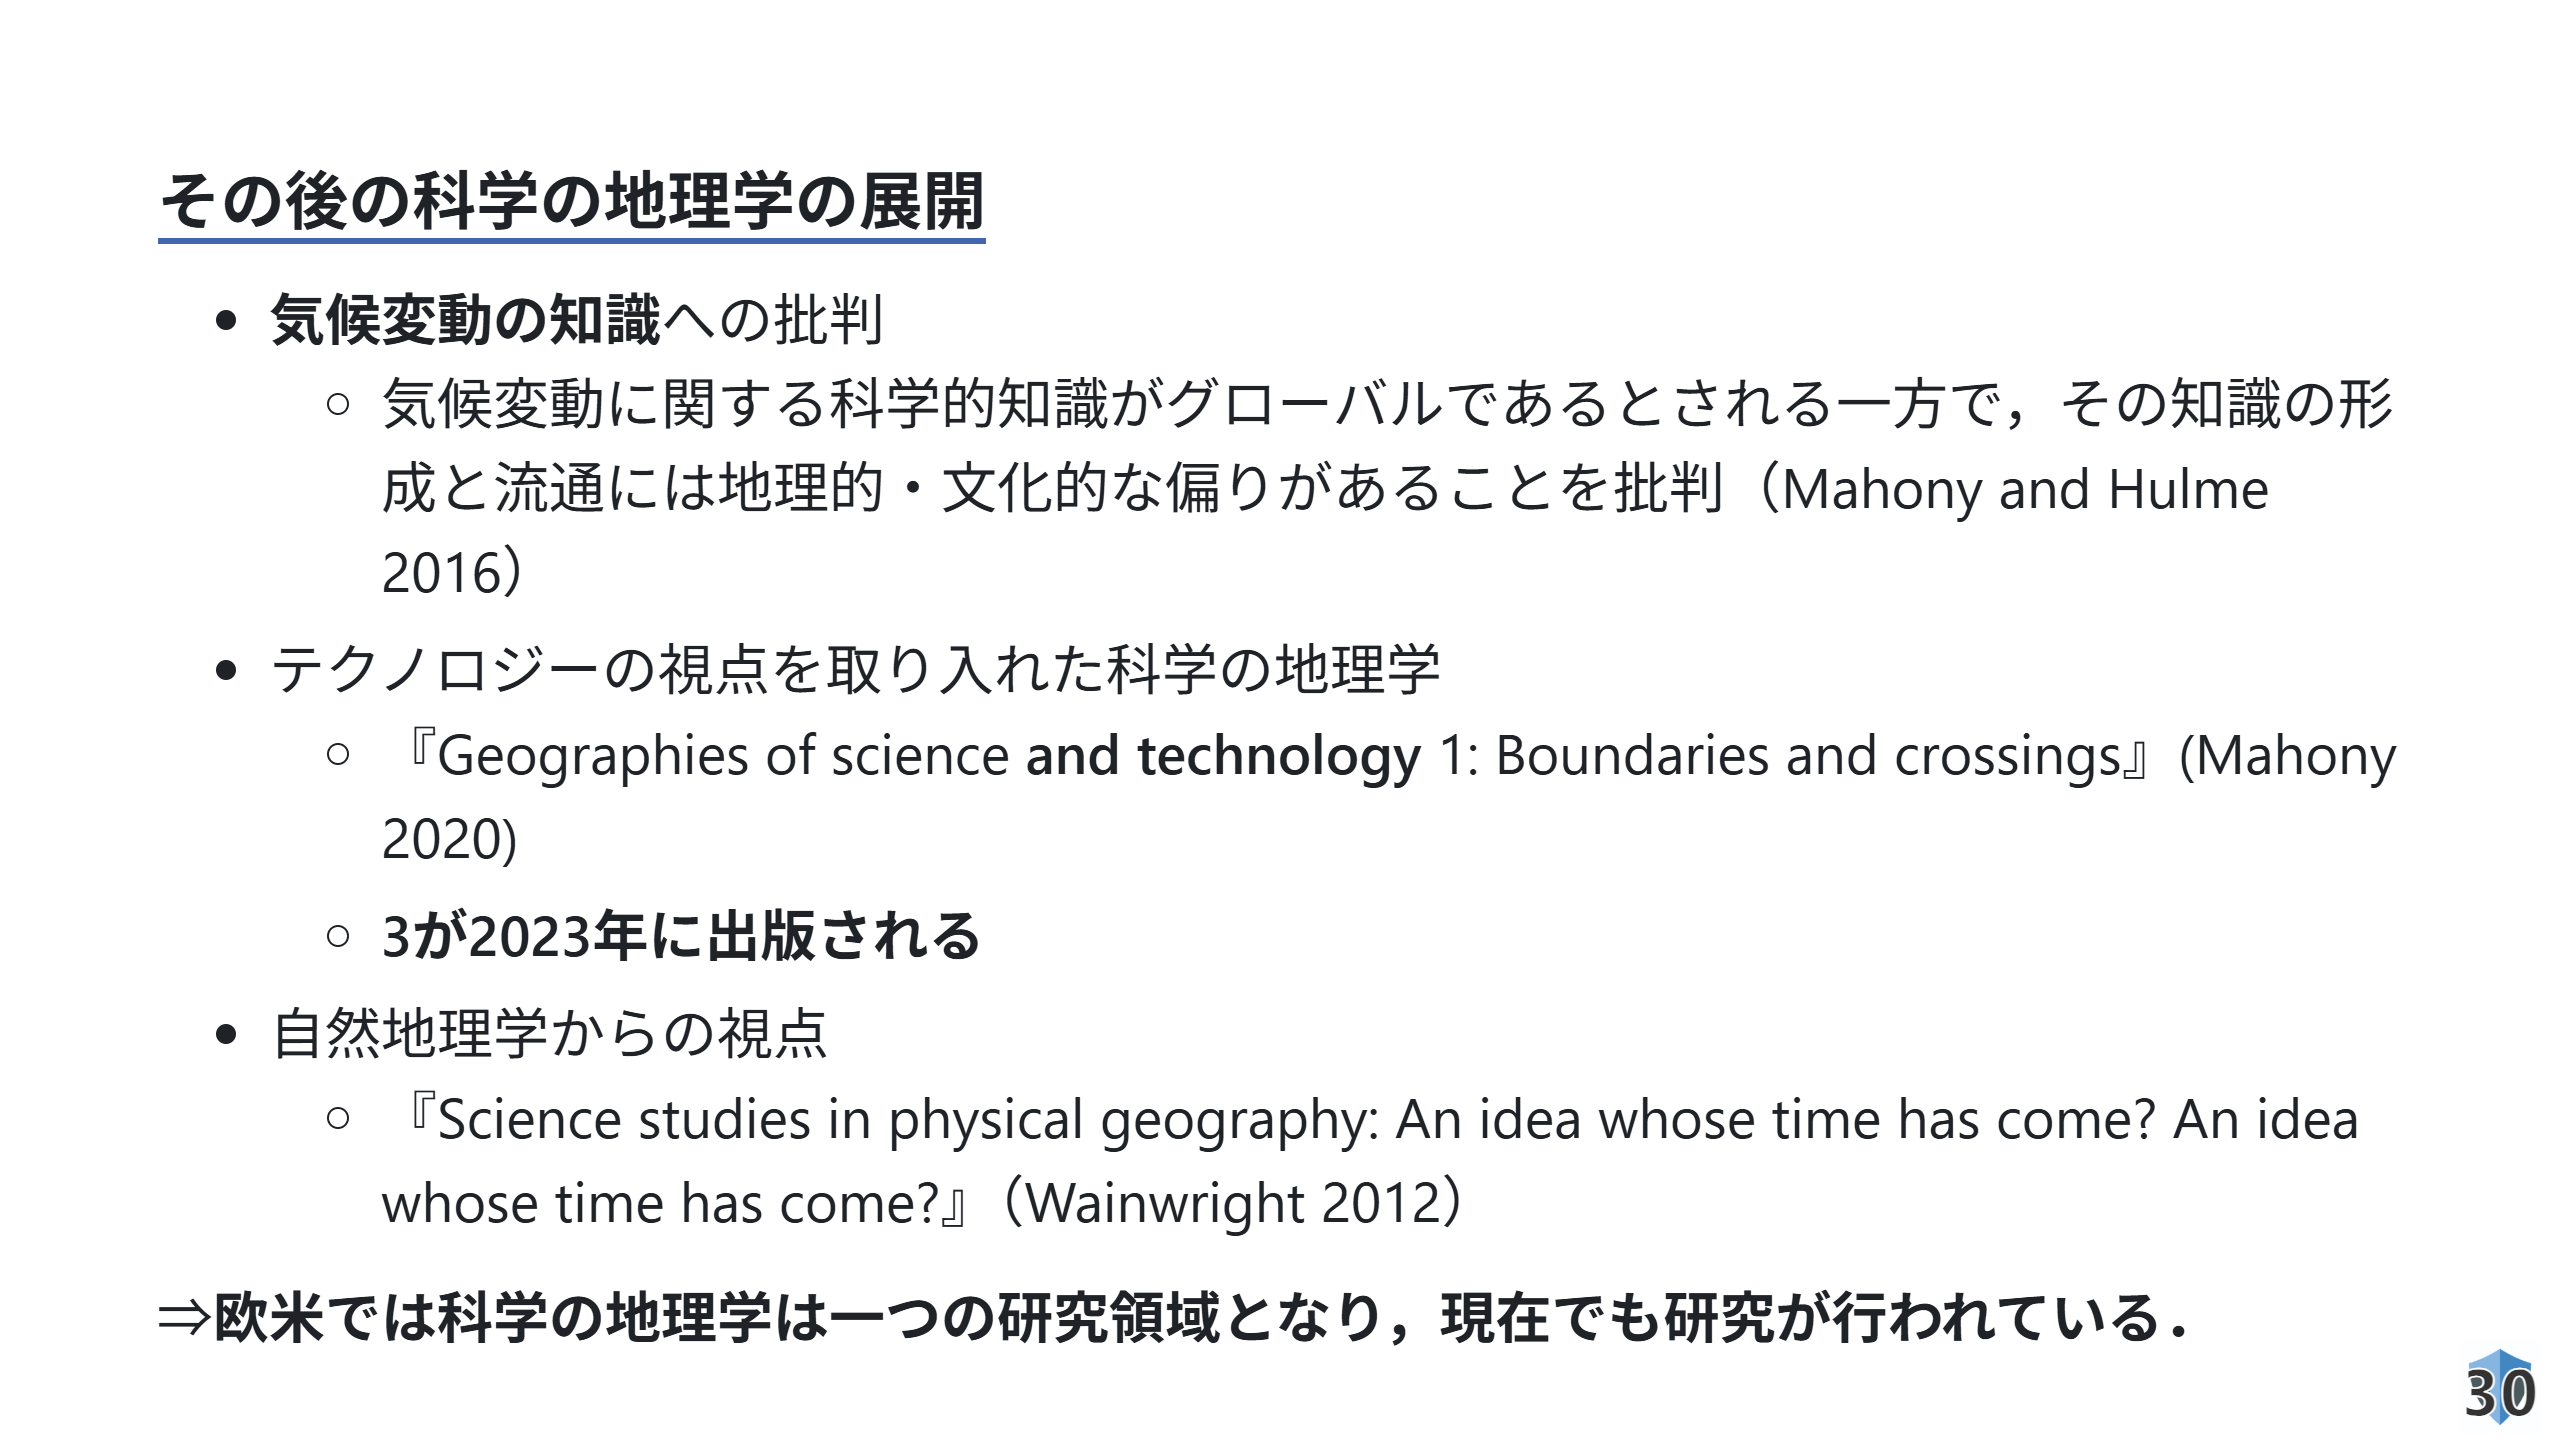 その後の科学の地理学の展開
• 気候変動の知識への批判
○ 気候変動に関する科学的知識がグローバルであるとされる一方で，その知識の形
成と流通には地理的・文化的な偏りがあることを批判（Mahony and Hulme
2016）
• テクノロジーの視点を取り入れた科学の地理学
○ 『Geographies of science and technology 1: Boundaries and crossings』(Mahony
2020)
○ 3が2023年に出版される
• 自然地理学からの視点
○ 『Science studies in physical geography: An idea whose time has come? An idea
whose time has come?』（Wainwright 2012）
⇒欧米では科学の地理学は一つの研究領域となり，現在でも研究が行われている．
30